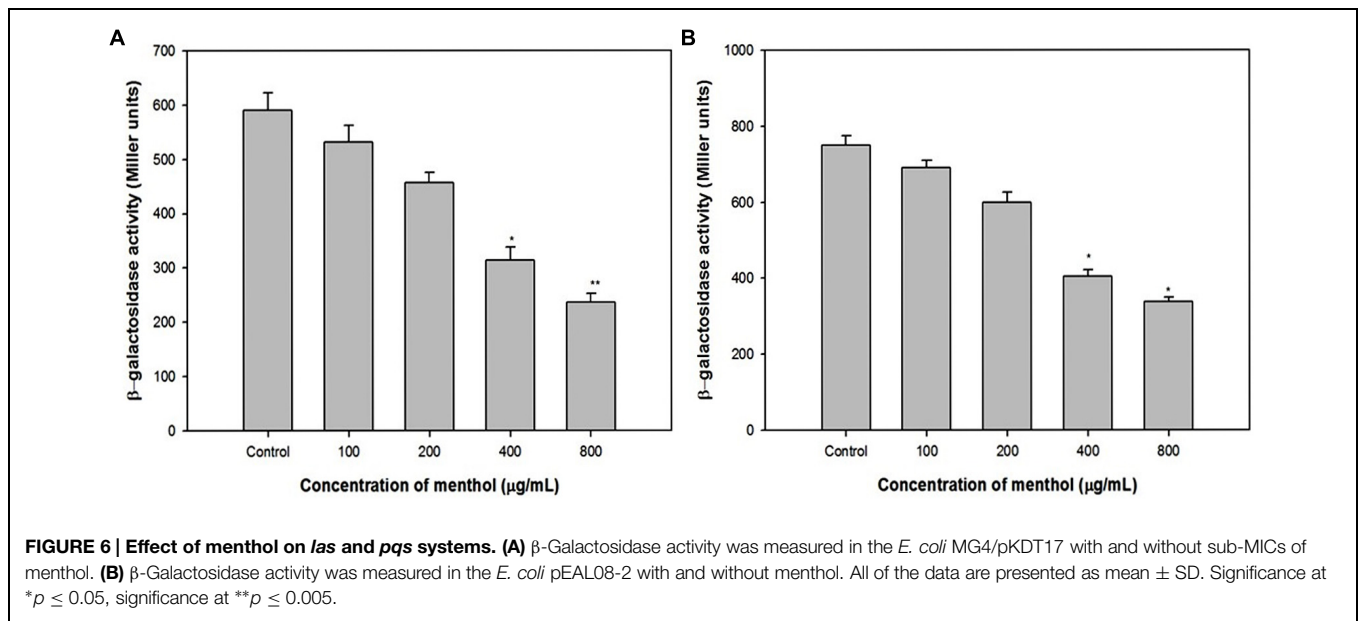 A
700
600
500
400
300
200
100
0
β-galactosidase activity (Miller units)
*
**
Control 100 200 400 800
Concentration of menthol (μg/mL)
B
1000
800
600
400
200
0
β-galactosidase activity (Miller units)
*
*
Control 100 200 400 800
Concentration of menthol (μg/mL)
FIGURE 6 | Effect of menthol on las and pqs systems. (A) β-Galactosidase activity was measured in the E. coli MG4/pKDT17 with and without sub-MICs of
menthol. (B) β-Galactosidase activity was measured in the E. coli pEAL08-2 with and without menthol. All of the data are presented as mean ± SD. Significance at
*p ≤ 0.05, significance at **p ≤ 0.005.